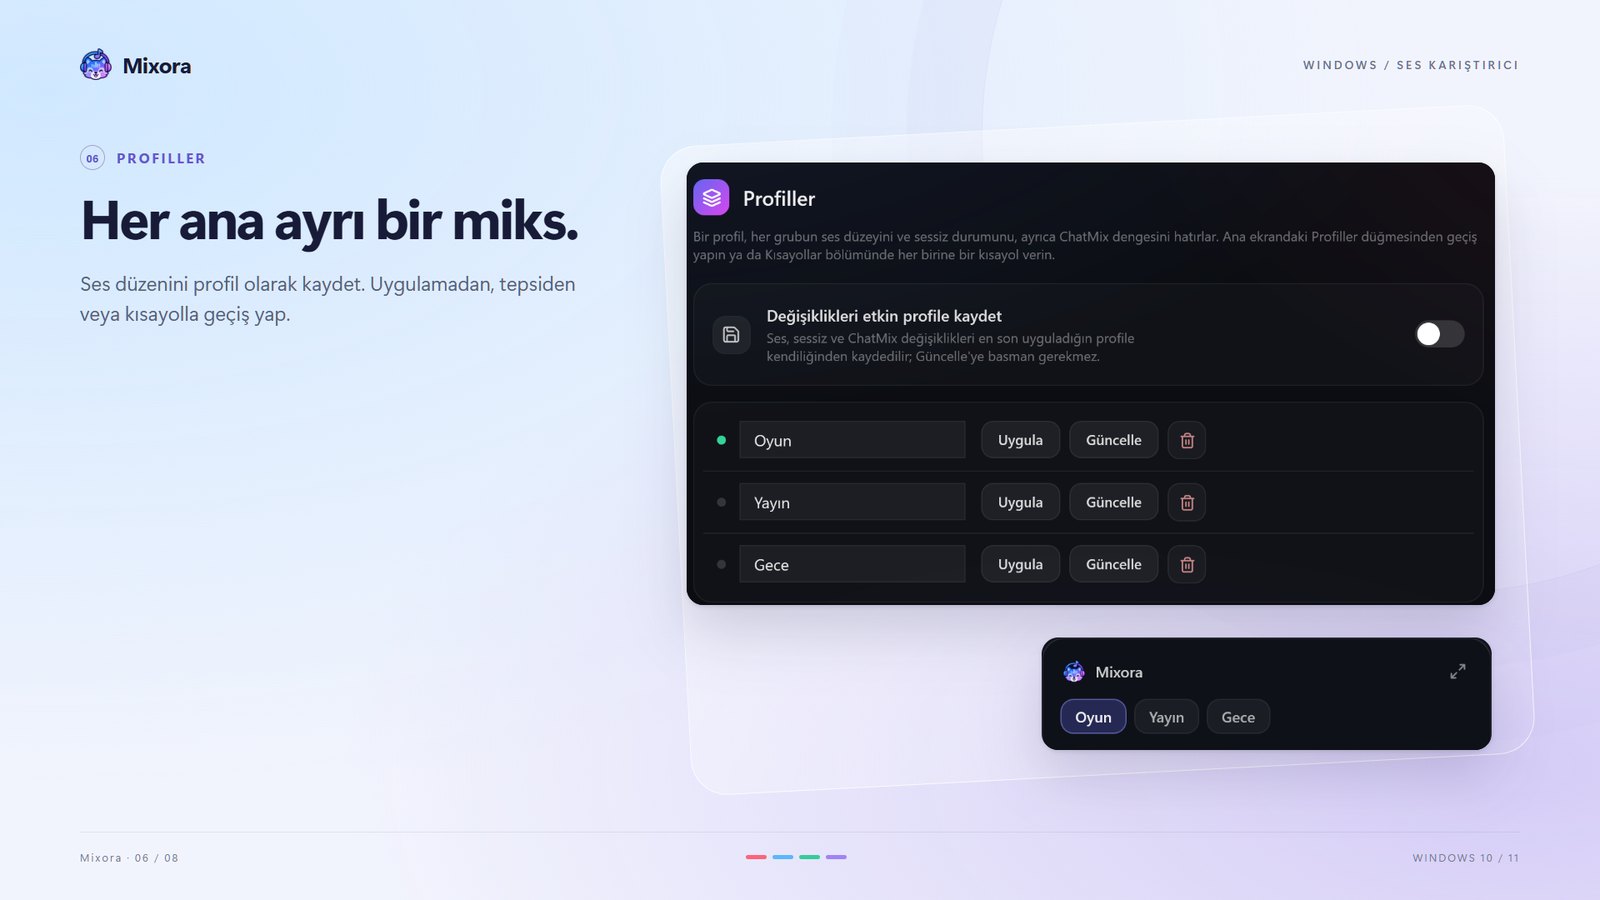 Mixora
WINDOWS / SES KARIŞTIRICI
06 PROFILLER
Her ana ayrı bir miks.
Ses düzenini profil olarak kaydet. Uygulamadan, tepsiden
veya kısayolla geçiş yap.
Profiller
Bir profil, her grubun ses düzeyini ve sessiz durumunu, ayrıca ChatMix dengesini hatırlar. Ana ekrandaki Profiller düğmesinden geçiş
yapın ya da Kısayollar bölümünde her birine bir kısayol verin.
Değişiklikleri etkin profile kaydet
Ses, sessiz ve ChatMix değişiklikleri en son uyguladığın profile
kendiliğinden kaydedilir; Güncelle'ye basman gerekmez.
Oyun Uygula Güncelle
Yayın Uygula Güncelle
Gece Uygula Güncelle
Mixora
Oyun Yayın Gece
Mixora · 06 / 08
WINDOWS 10 / 11